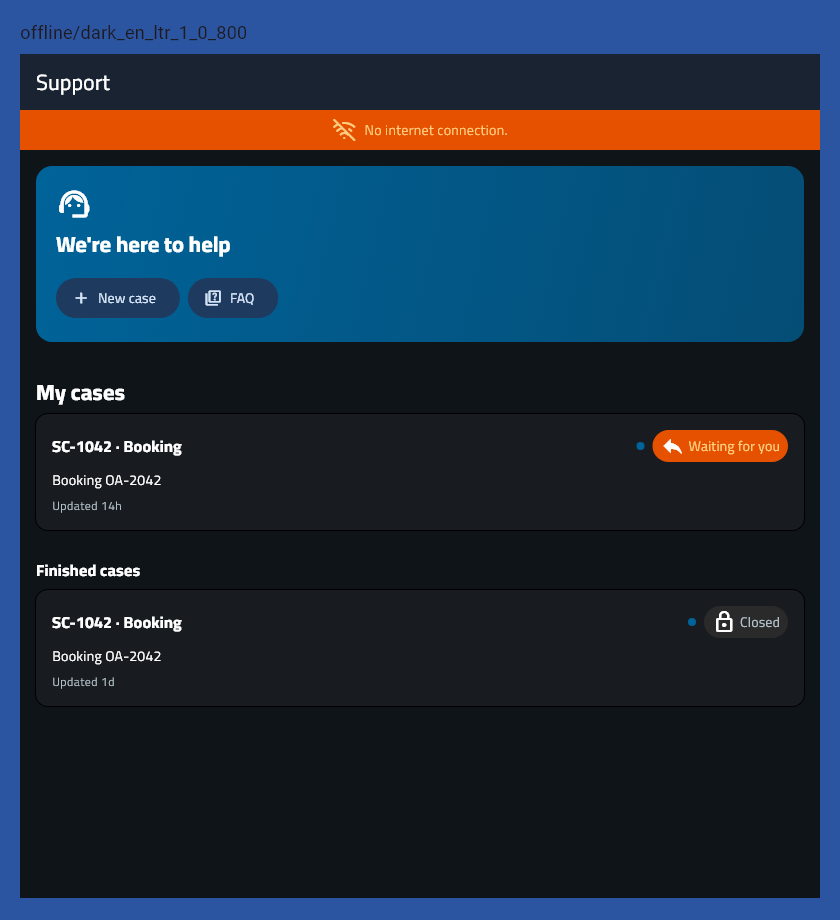 offline/dark_en_ltr_1_0_800
Support
No internet connection.
We're here to help
New case
FAQ
My cases
SC-1042 · Booking
Waiting for you
Booking OA-2042
Updated 14h
Finished cases
SC-1042 · Booking
Closed
Booking OA-2042
Updated 1d